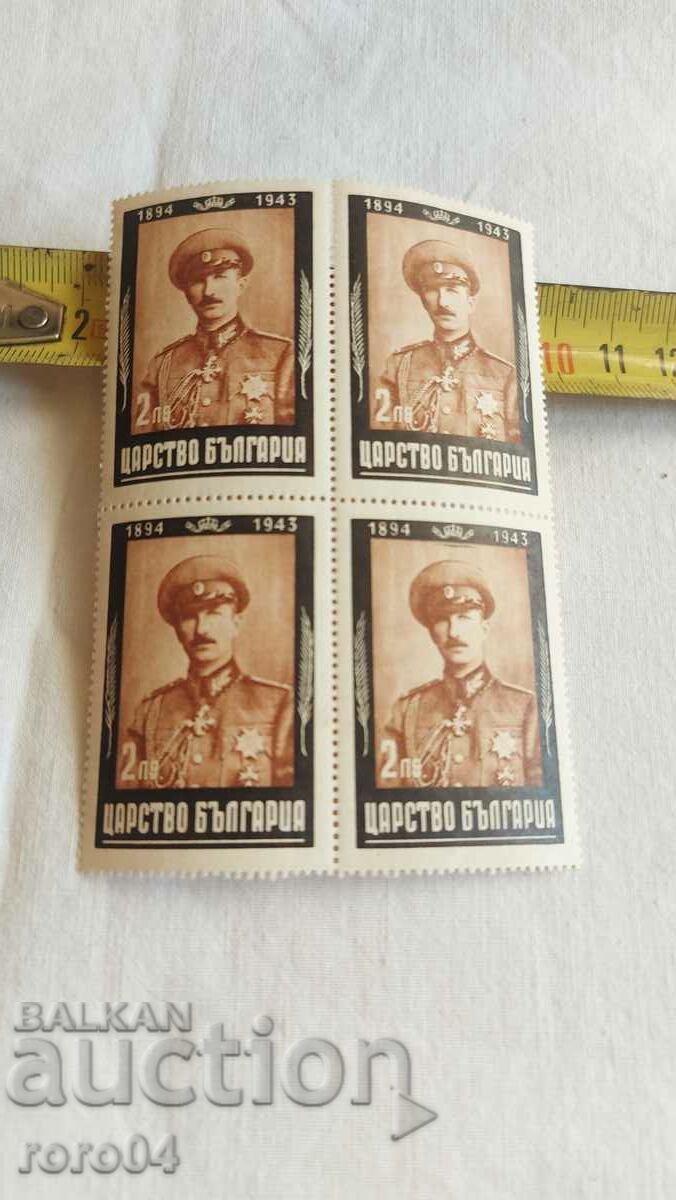 1894 1943
2 лв
ЦАРСТВО БЪЛГАРИЯ
1894 1943
2 лв
ЦАРСТВО БЪЛГАРИЯ
1894 1943
2 лв
ЦАРСТВО БЪЛГАРИЯ
1894 1943
2 лв
ЦАРСТВО БЪЛГАРИЯ
2 10 11 12
BALKAN
auction
roro04